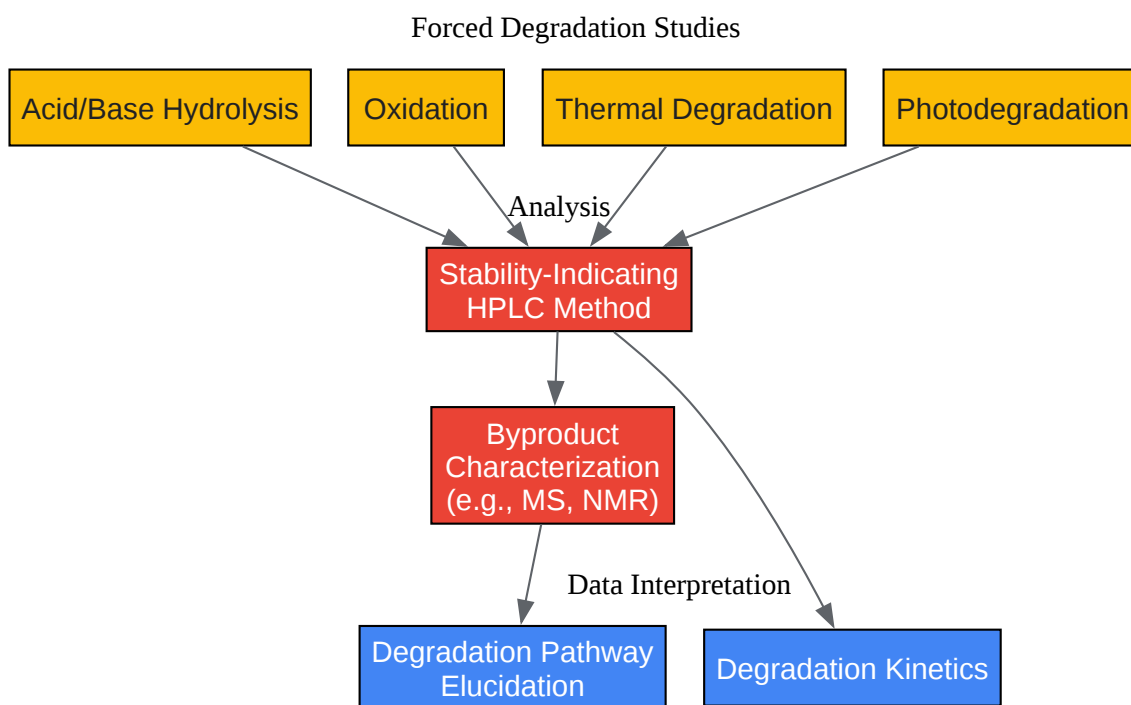 Forced Degradation Studies
Acid/Base Hydrolysis
Oxidation
Thermal Degradation
Photodegradation
Analysis
Stability-Indicating
HPLC Method
Byproduct
Characterization
(e.g., MS, NMR)
Data Interpretation
Degradation Pathway
Elucidation
Degradation Kinetics